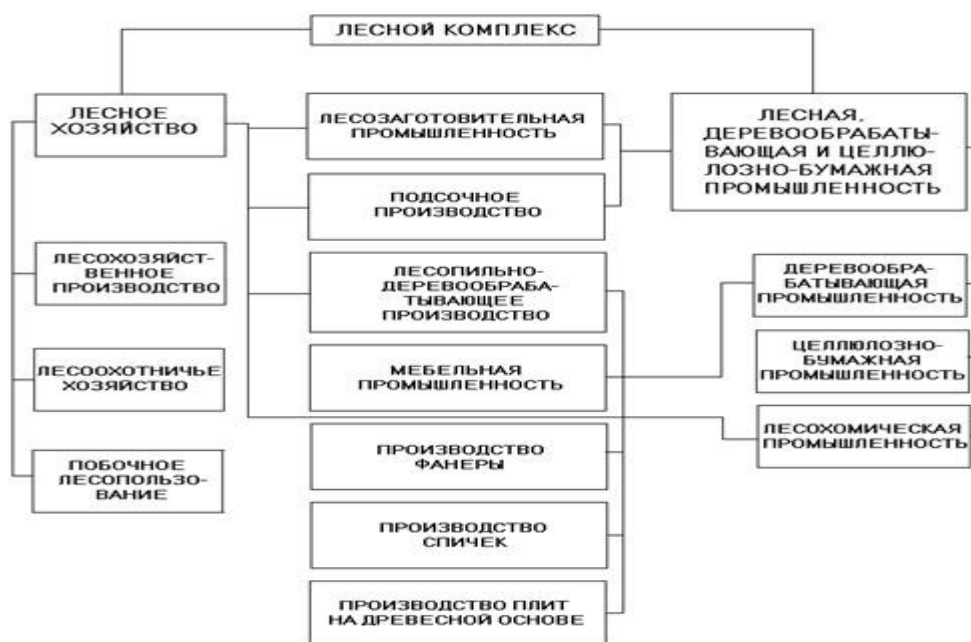 ЛЕСНОЙ КОМПЛЕКС
ЛЕСНОЕ
ХОЗЯЙСТВО
ЛЕСОХОЗЯЙСТ-
ВЕННОЕ
ПРОИЗВОДСТВО
ЛЕСООХОТНИЧЬЕ
ХОЗЯЙСТВО
ПОБОЧНОЕ
ЛЕСОПОЛЬЗО-
ВАНИЕ
ЛЕСОЗАГОТОВИТЕЛЬНАЯ
ПРОМЫШЛЕННОСТЬ
ПОДСОЧНОЕ
ПРОИЗВОДСТВО
ЛЕСОПИЛЬНО-
ДЕРЕВООБРАБА-
ТЫВАЮЩЕЕ
ПРОИЗВОДСТВО
МЕБЕЛЬНАЯ
ПРОМЫШЛЕННОСТЬ
ПРОИЗВОДСТВО
ФАНЕРЫ
ПРОИЗВОДСТВО
СПИЧЕК
ПРОИЗВОДСТВО ПЛИТ
НА ДРЕВЕСНОЙ ОСНОВЕ
ЛЕСНАЯ,
ДЕРЕВООБРАБАТЫ-
ВАЮЩАЯ И ЦЕЛЛЮ-
ЛОЗНО-БУМАЖНАЯ
ПРОМЫШЛЕННОСТЬ
ДЕРЕВООБРА-
БАТЫВАЮЩАЯ
ПРОМЫШЛЕННОСТЬ
ЦЕЛЛЮЛОЗНО-
БУМАЖНАЯ
ПРОМЫШЛЕННОСТЬ
ЛЕСОХОМИЧЕСКАЯ
ПРОМЫШЛЕННОСТЬ